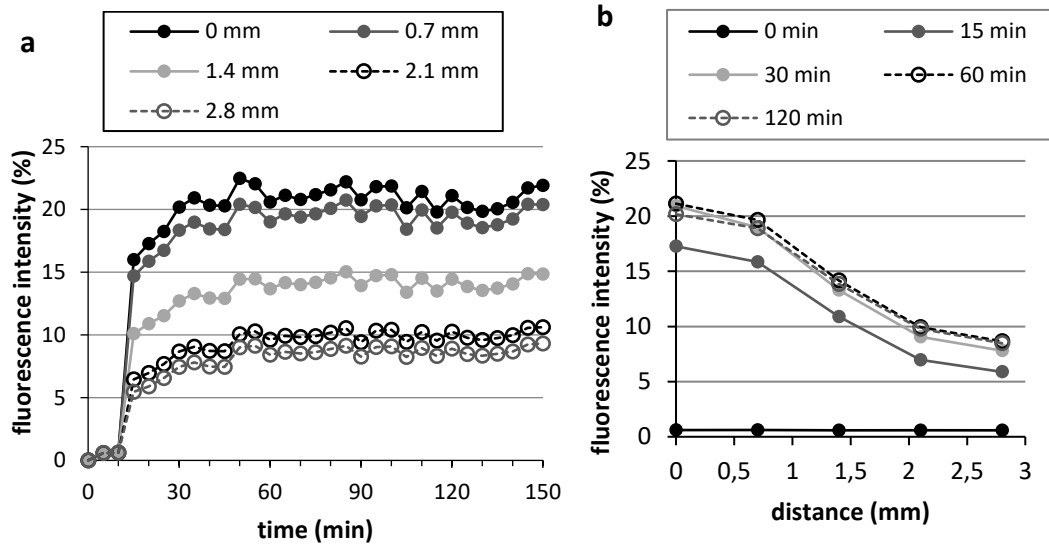 a
0 mm 0.7 mm
1.4 mm 2.1 mm
2.8 mm
25
20
15
10
5
0
0 30 60 90 120 150
fluorescence intensity (%)
time (min)
b
0 min 15 min
30 min 60 min
120 min
25
20
15
10
5
0
0 0,5 1 1,5 2 2,5 3
fluorescence intensity (%)
distance (mm)